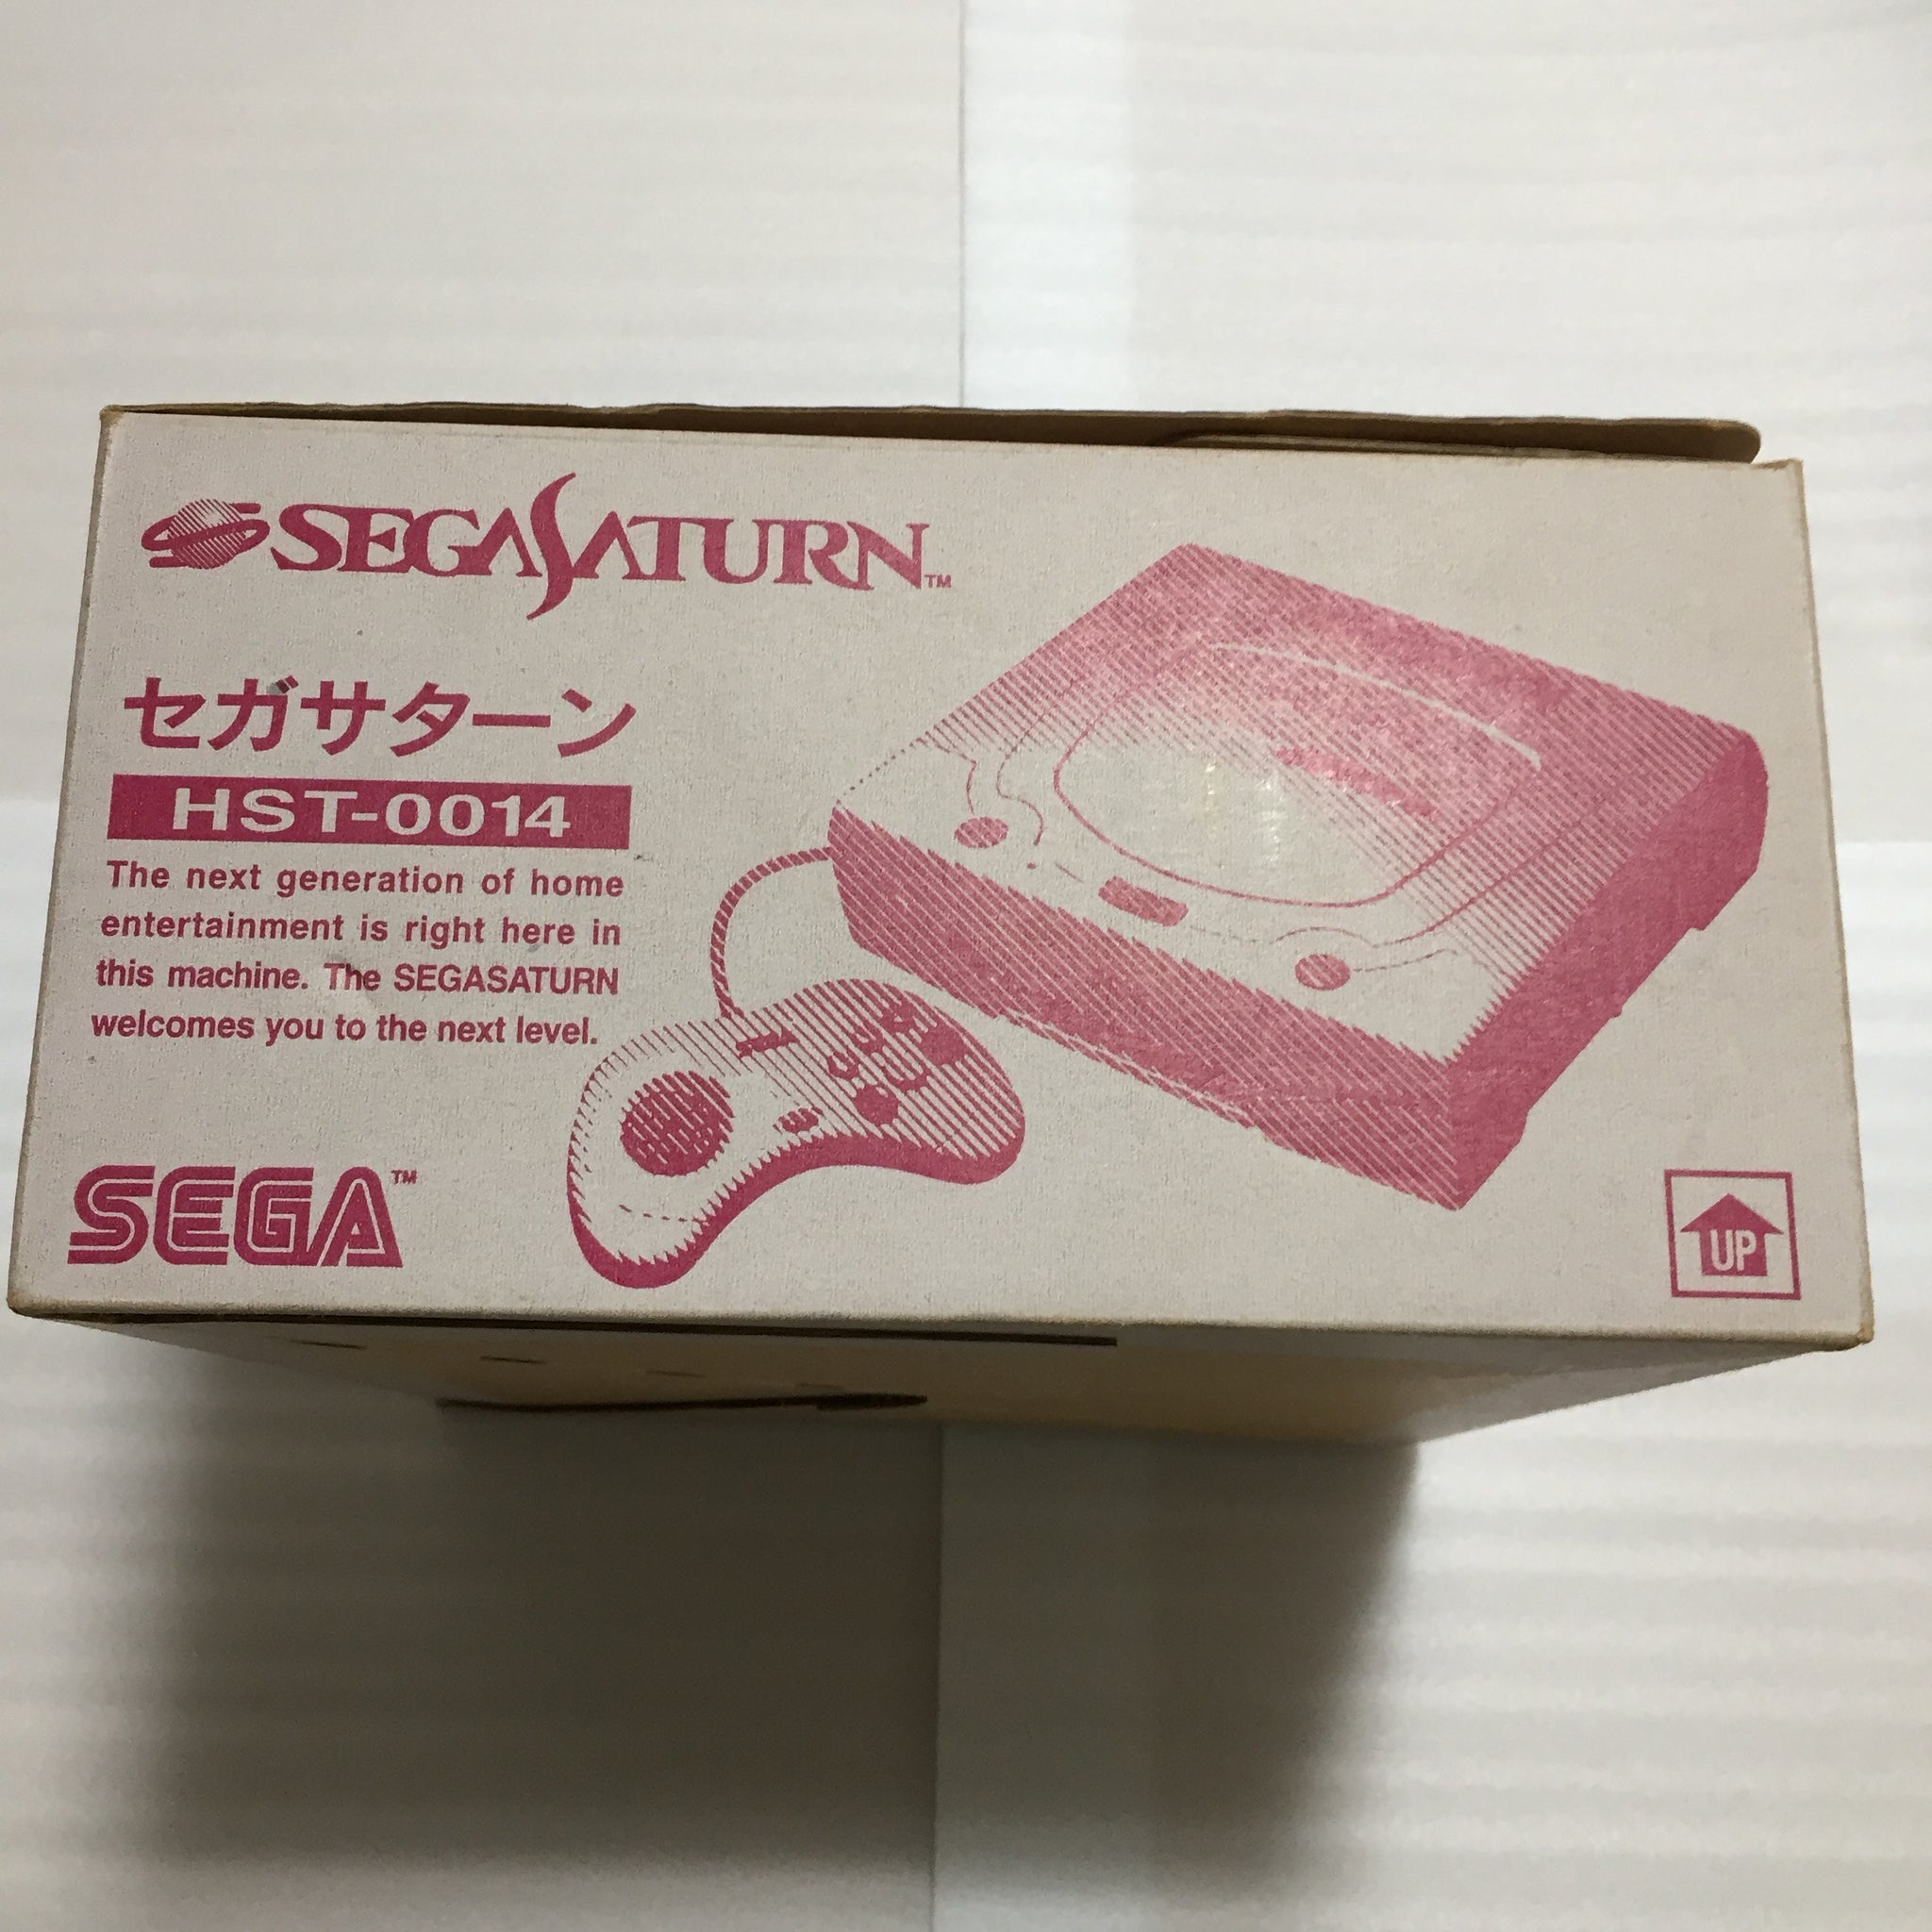 SEGASATURN™
セガサターン
HST-0014
The next generation of home
entertainment is right here in
this machine. The SEGASATURN
welcomes you to the next level.
SEGA™
UP